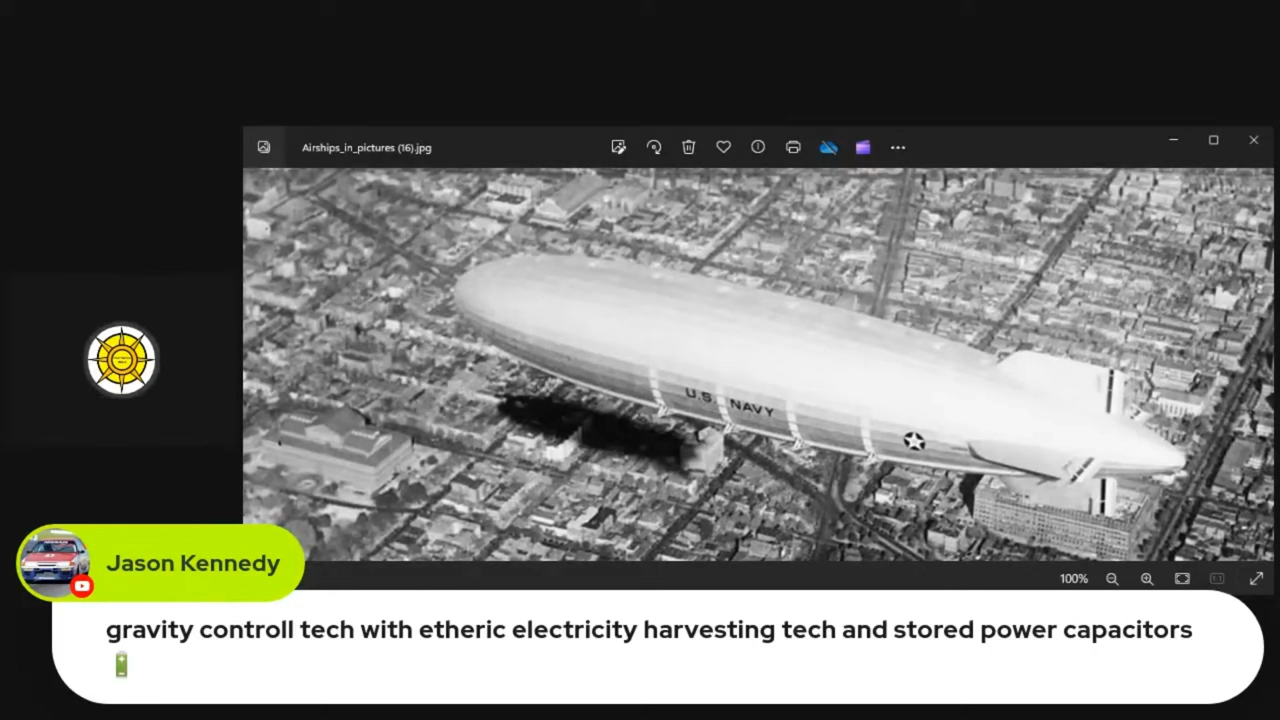 Airships_in_pictures (16).jpg
U.S. NAVY
Jason Kennedy
100%
gravity controll tech with etheric electricity harvesting tech and stored power capacitors